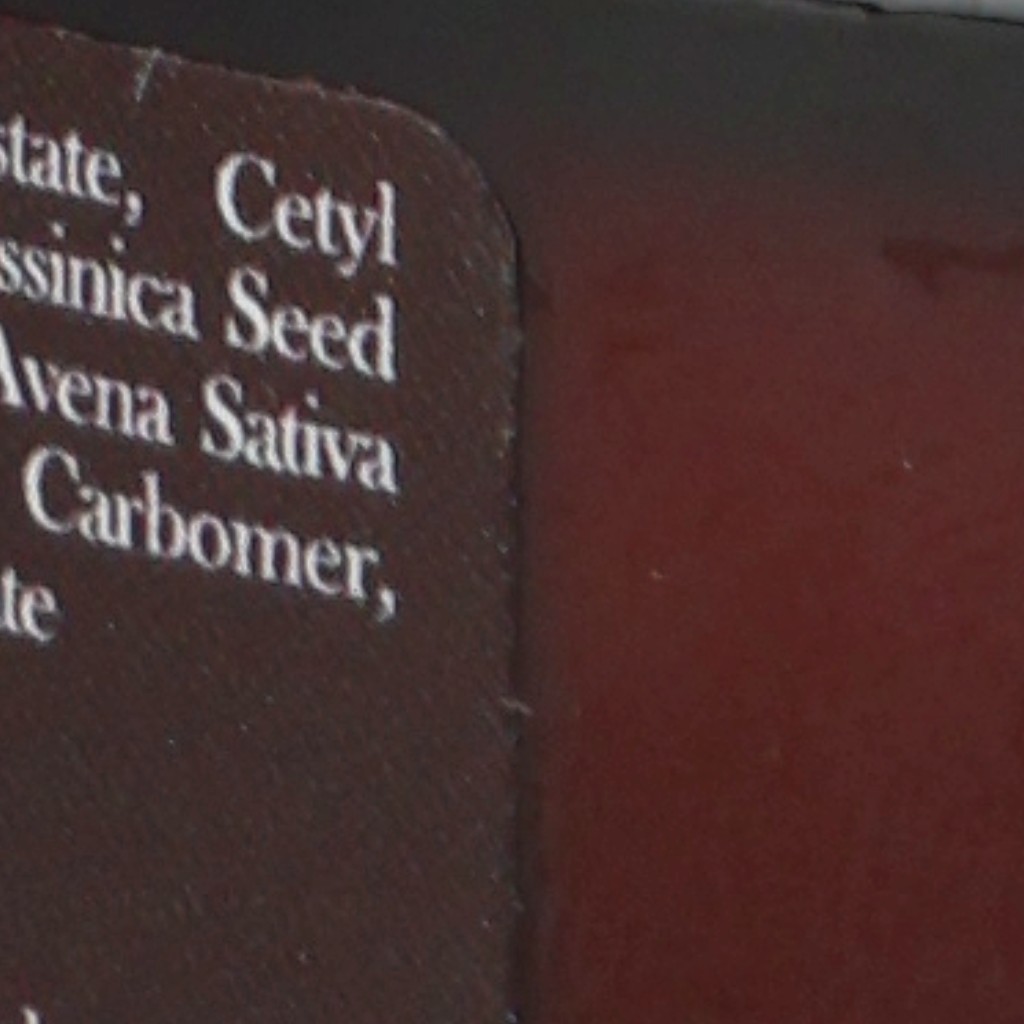 state, Cetyl
ssinica Seed
Avena Sativa
Carbomer,
te